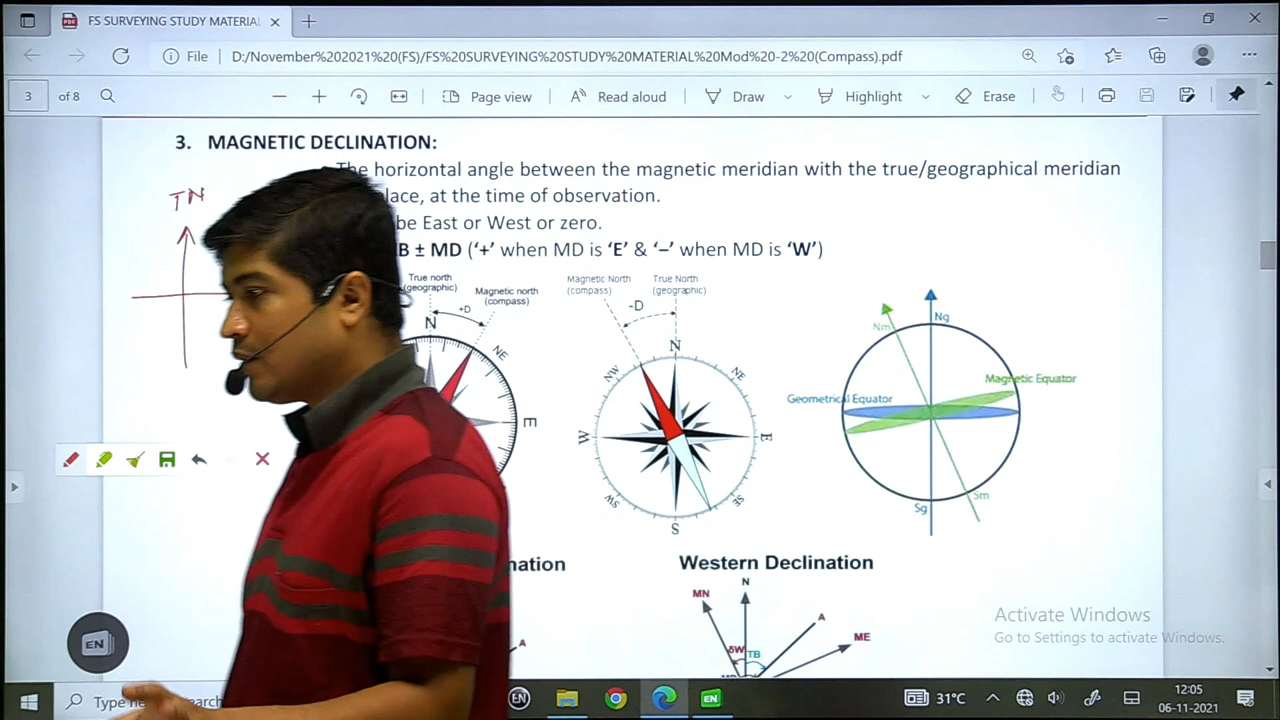 FS SURVEYING STUDY MATERIAL
File
D:/November%202021%20(FS)/FS%20SURVEYING%20STUDY%20MATERIAL%20Mod%20-2%20(Compass).pdf
3
of 8
Page view
Read aloud
Draw
Highlight
Erase
3. MAGNETIC DECLINATION:
The horizontal angle between the magnetic meridian with the true/geographical meridian
at the time of observation.
be East or West or zero.
B ± MD ('+' when MD is 'E' & '–' when MD is 'W')
TN
True north
(geographic)
Magnetic north
(compass)
+D
N
NE
E
Magnetic North
(compass)
True North
(geographic)
-D
N
NW
NE
W
E
SW
SE
S
Ng
Nm
Magnetic Equator
Geometrical Equator
Sm
Sg
Western Declination
N
MN
A
ME
δW
TB
A
Activate Windows
Go to Settings to activate Windows.
EN
EN
EN
31°C
12:05
06-11-2021